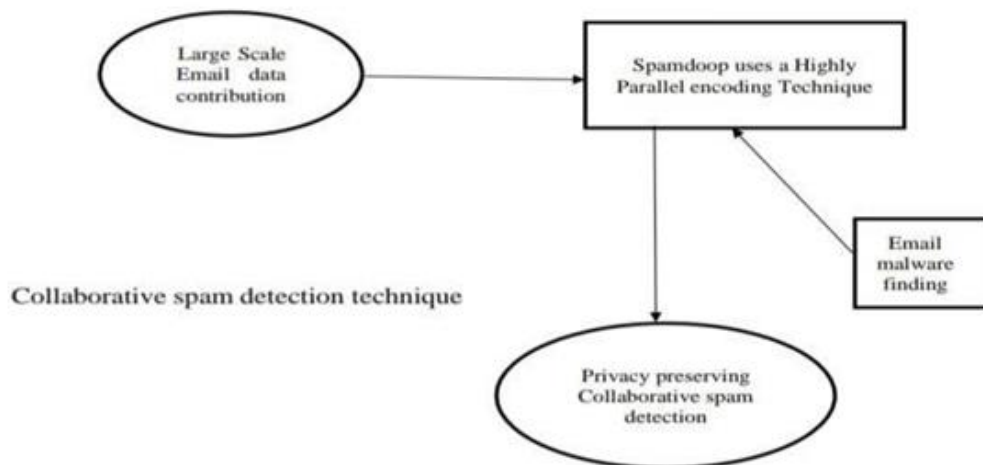 Large Scale
Email data
contribution
Spamdoop uses a Highly
Parallel encoding Technique
Email
malware
finding
Collaborative spam detection technique
Privacy preserving
Collaborative spam
detection